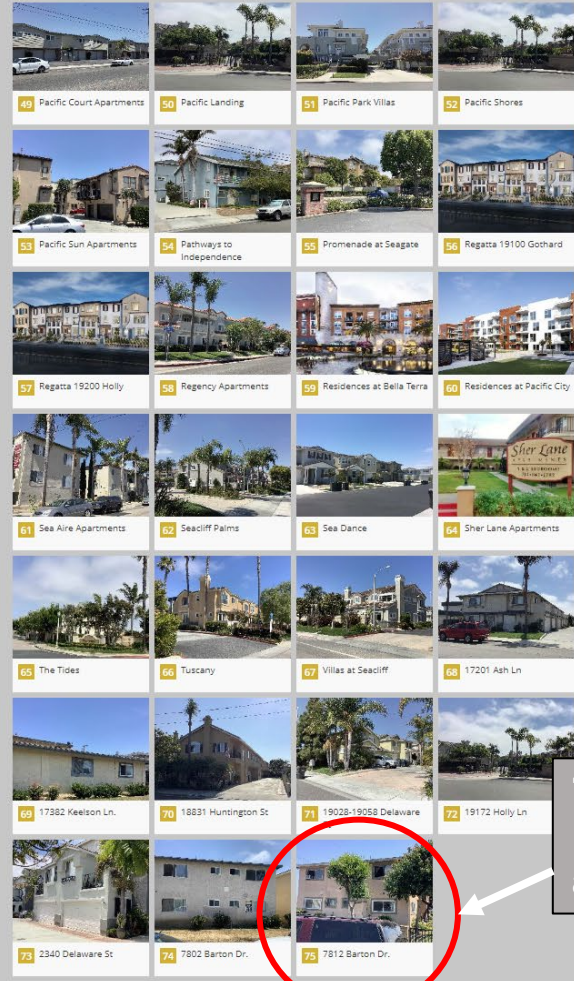 49 Pacific Court Apartments
50 Pacific Landing
51 Pacific Park Villas
52 Pacific Shores
53 Pacific Sun Apartments
54 Pathways to
Independence
55 Promenade at Seagate
56 Regatta 19100 Gothard
57 Regatta 19200 Holly
58 Regency Apartments
59 Residences at Bella Terra
60 Residences at Pacific City
61 Sea Aire Apartments
62 Seacliff Palms
63 Sea Dance
Sher Lane
APARTMENTS
64 Sher Lane Apartments
65 The Tides
66 Tuscany
67 Villas at Seacliff
68 17201 Ash Ln
69 17382 Keelson Ln.
70 18831 Huntington St
71 19028-19058 Delaware
72 19172 Holly Ln
73 2340 Delaware St
74 7802 Barton Dr.
75 7812 Barton Dr.